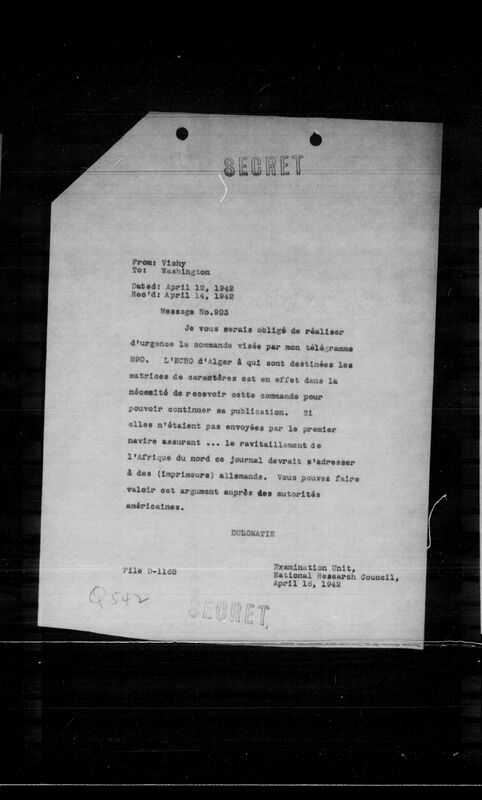 SECRET
From: Vichy
To: Washington
Dated: April 12, 1942
Rec'd: April 14, 1942
Message No.923
Je vous serais obligé de réaliser
d'urgence la commande visée par mon télégramme
890. L'ECHO d'Alger à qui sont destinées les
matrices de caractères est en effet dans la
nécesité de recevoir cette commande pour
pouvoir continuer sa publication. Si
elles n'étaient pas envoyées par le premier
navire assurant ... le ravitaillement de
l'Afrique du nord ce journal devrait s'adresser
à des (imprimeurs) allemands. Vous pouvez faire
valoir cet argument auprès des autorités
américaines.
DUBOMATIE
File D-1168
Examination Unit,
National Research Council,
April 16, 1942
Q542
SECRET